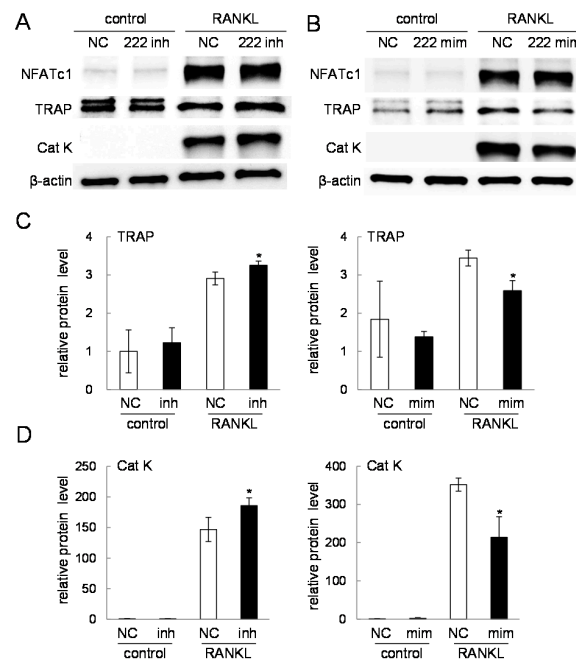 A
control RANKL
NC 222 inh NC 222 inh
NFATc1
TRAP
Cat K
β-actin
B
control RANKL
NC 222 mim NC 222 mim
NFATc1
TRAP
Cat K
β-actin
C
TRAP
relative protein level
4
3
2
1
0
*
NC inh NC inh
control RANKL
TRAP
relative protein level
4
3
2
1
0
*
NC mim NC mim
control RANKL
D
Cat K
relative protein level
250
200
150
100
50
0
*
NC inh NC inh
control RANKL
Cat K
relative protein level
400
300
200
100
0
*
NC mim NC mim
control RANKL